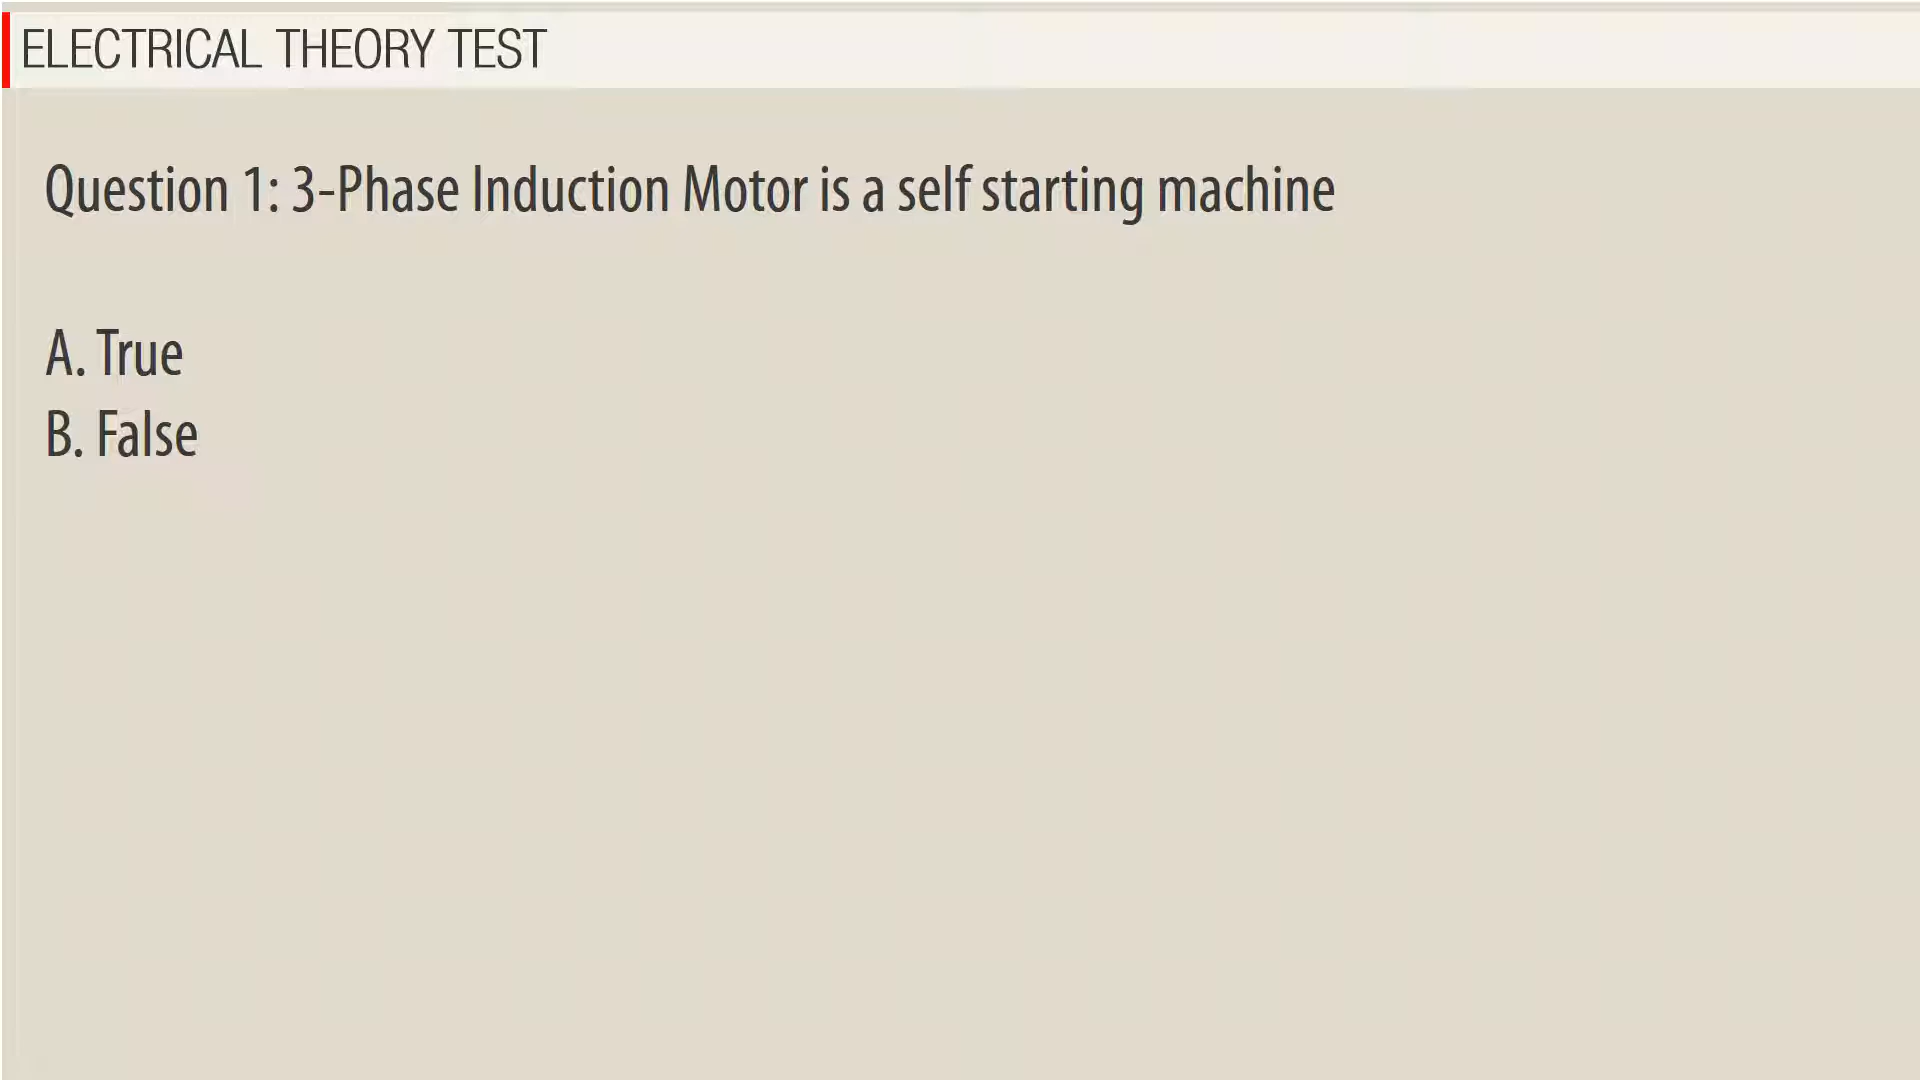 ELECTRICAL THEORY TEST
Question 1: 3-Phase Induction Motor is a self starting machine
A. True
B. False